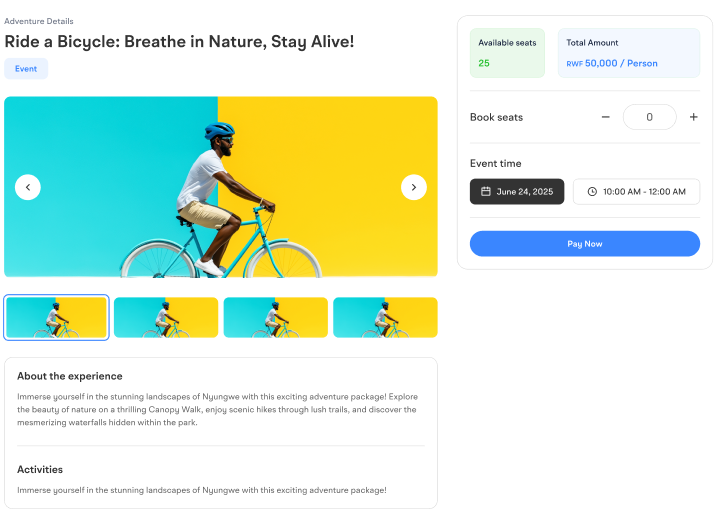 Adventure Details
Ride a Bicycle: Breathe in Nature, Stay Alive!
Event
About the experience
Immerse yourself in the stunning landscapes of Nyungwe with this exciting adventure package! Explore
the beauty of nature on a thrilling Canopy Walk, enjoy scenic hikes through lush trails, and discover the
mesmerizing waterfalls hidden within the park.
Activities
Immerse yourself in the stunning landscapes of Nyungwe with this exciting adventure package!
Available seats
25
Total Amount
RWF 50,000 / Person
Book seats
− 0 +
Event time
June 24, 2025
10:00 AM - 12:00 AM
Pay Now